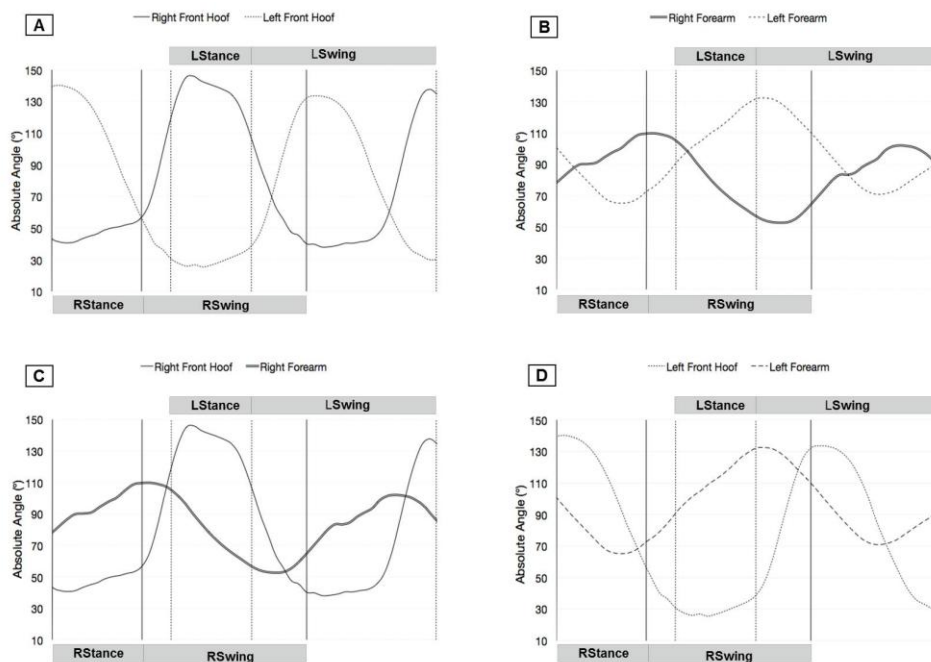 Right Front Hoof Left Front Hoof
A
LStance LSwing
150
130
110
90
70
50
30
10
Absolute Angle (°)
RStance RSwing
Right Forearm Left Forearm
B
LStance LSwing
150
130
110
90
70
50
30
10
Absolute Angle (°)
RStance RSwing
Right Front Hoof Right Forearm
C
LStance LSwing
150
130
110
90
70
50
30
10
Absolute Angle (°)
RStance RSwing
Left Front Hoof Left Forearm
D
LStance LSwing
150
130
110
90
70
50
30
10
Absolute Angle (°)
RStance RSwing